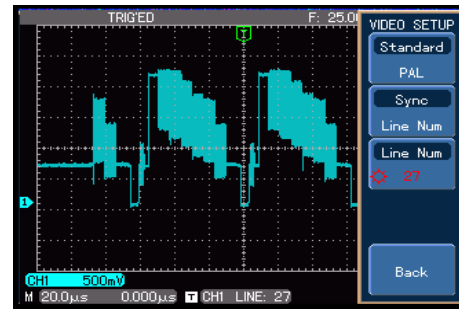 TRIG'ED F: 25.0
T
VIDEO SETUP
Standard
PAL
Sync
Line Num
Line Num
27
1
Back
CH1 500mV
M 20.0μs 0.000μs T CH1 LINE: 27